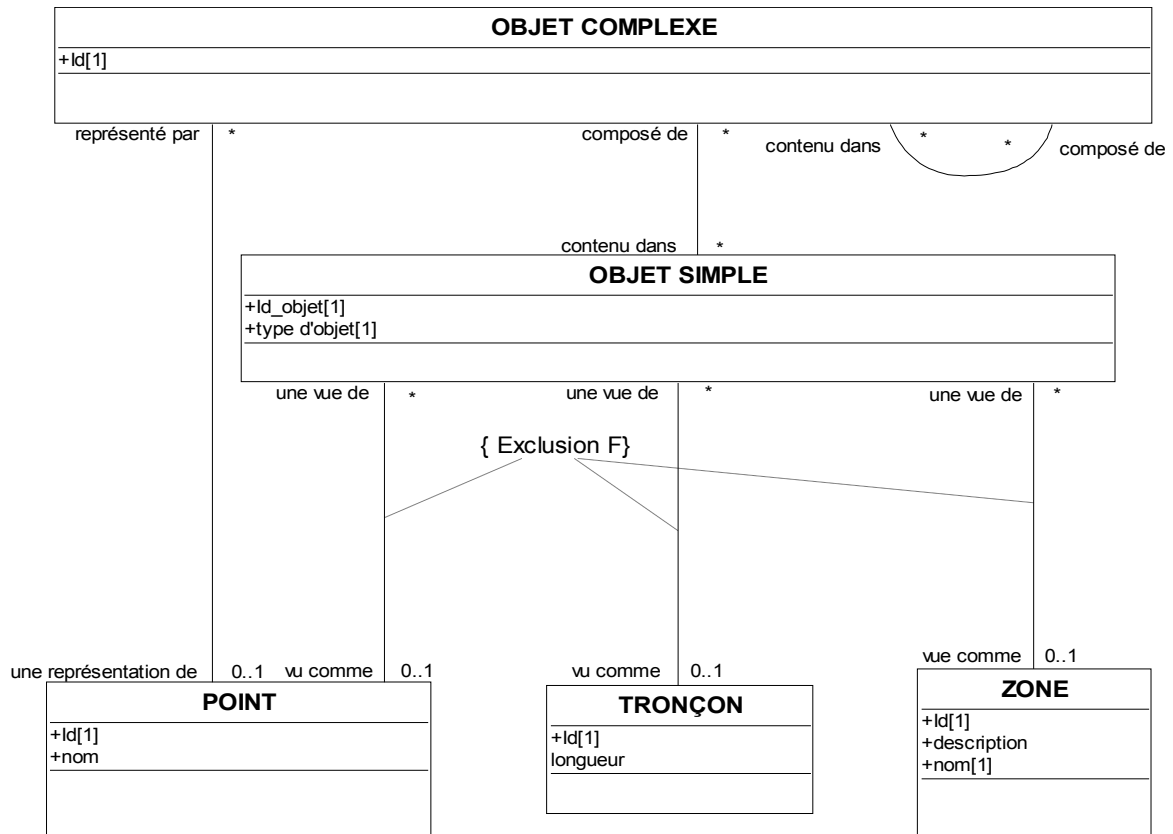 OBJET COMPLEXE
+Id[1]
représenté par *
composé de *
contenu dans * * composé de
contenu dans *
OBJET SIMPLE
+Id_objet[1]
+type d'objet[1]
une vue de * une vue de * une vue de *
{ Exclusion F}
une représentation de 0..1 vu comme 0..1 vu comme 0..1 vue comme 0..1
POINT
+Id[1]
+nom
TRONÇON
+Id[1]
longueur
ZONE
+Id[1]
+description
+nom[1]